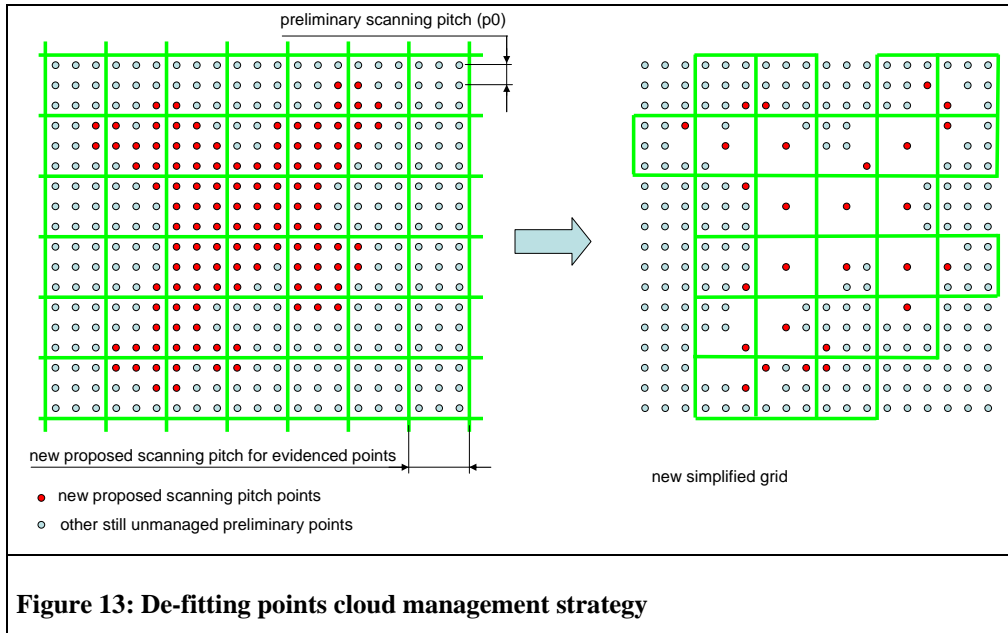 preliminary scanning pitch (p0)
new proposed scanning pitch for evidenced points
new simplified grid
new proposed scanning pitch points
other still unmanaged preliminary points
Figure 13: De-fitting points cloud management strategy